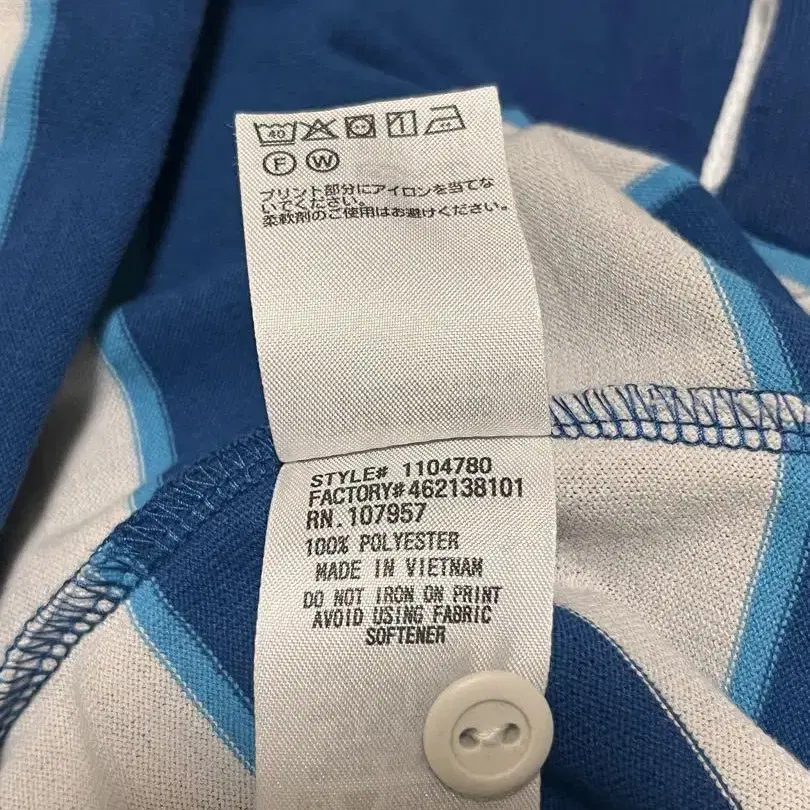 40
F W
プリント部分にアイロンを当てな
いでください。
柔軟剤のご使用はお避けください。
STYLE# 1104780
FACTORY#462138101
RN.107957
100% POLYESTER
MADE IN VIETNAM
DO NOT IRON ON PRINT
AVOID USING FABRIC
SOFTENER